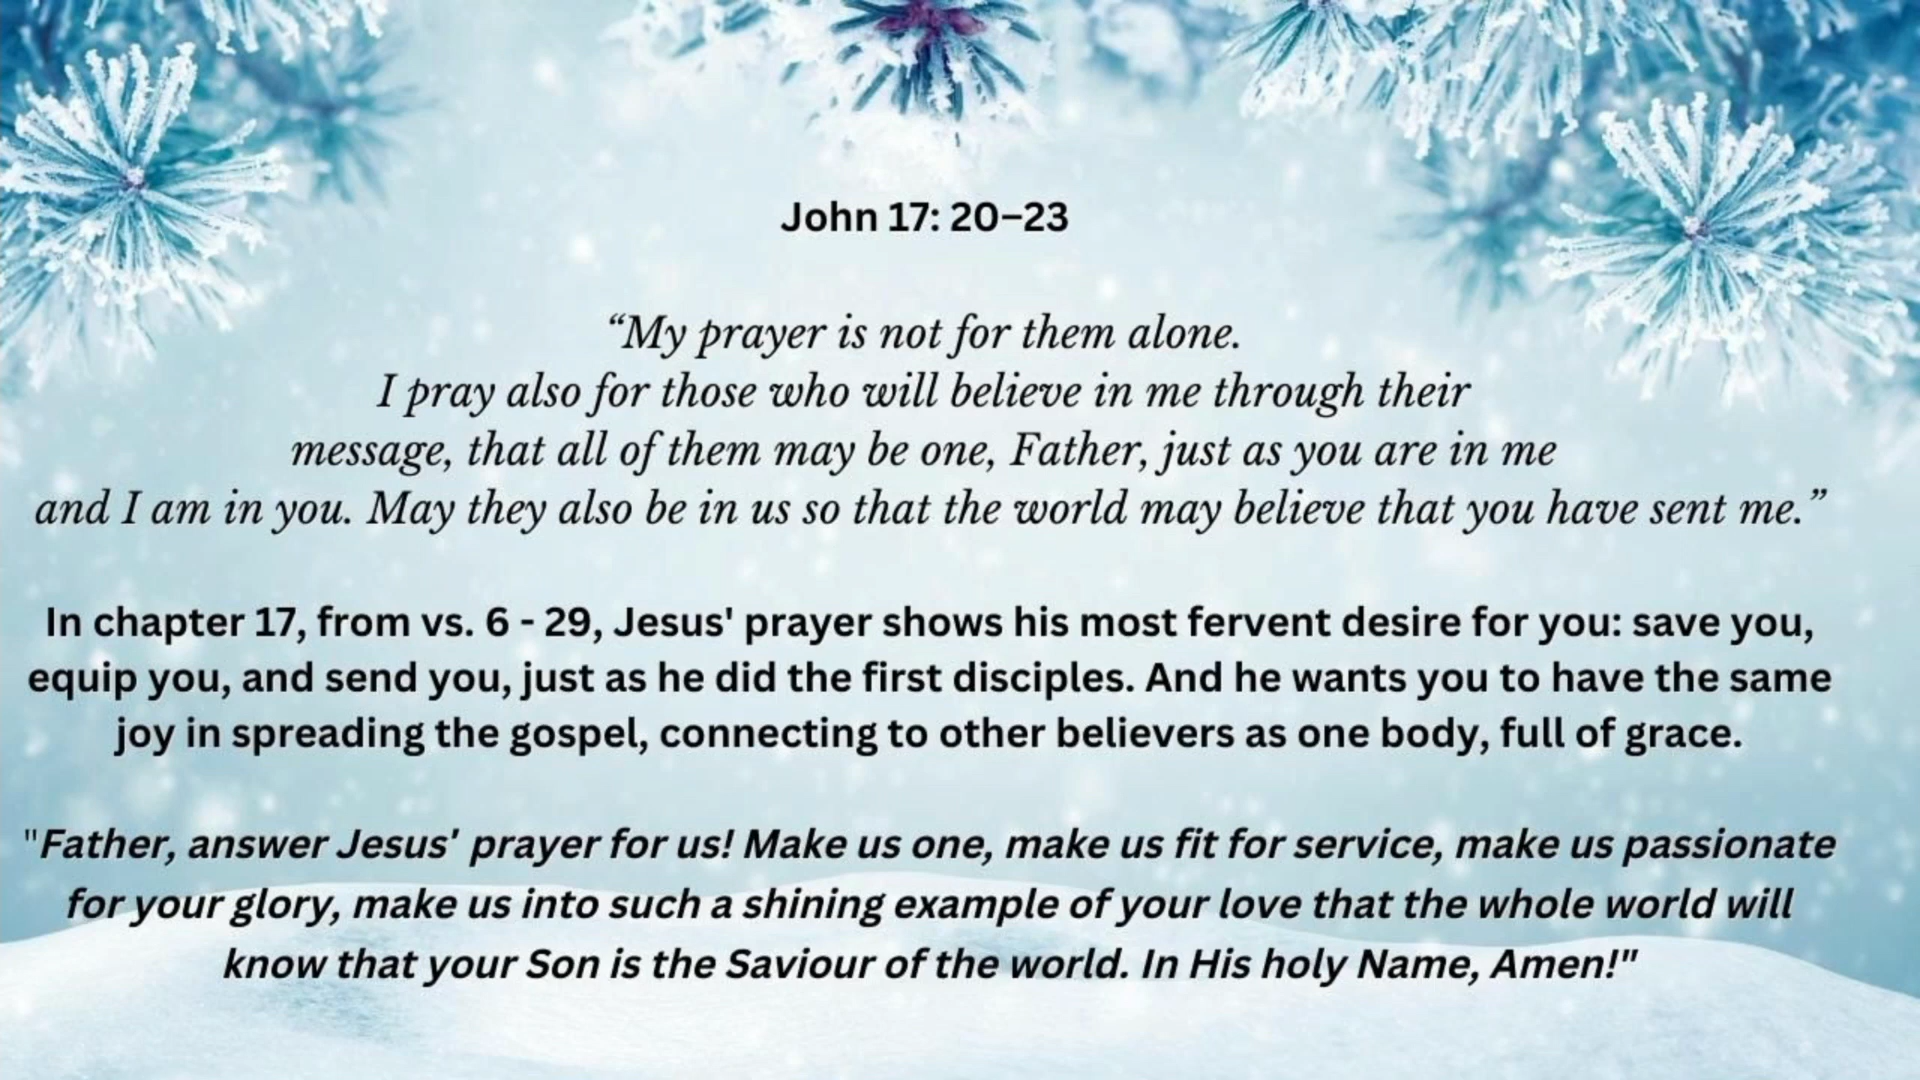 John 17: 20–23
“My prayer is not for them alone.
I pray also for those who will believe in me through their
message, that all of them may be one, Father, just as you are in me
and I am in you. May they also be in us so that the world may believe that you have sent me.”
In chapter 17, from vs. 6 - 29, Jesus' prayer shows his most fervent desire for you: save you,
equip you, and send you, just as he did the first disciples. And he wants you to have the same
joy in spreading the gospel, connecting to other believers as one body, full of grace.
"Father, answer Jesus' prayer for us! Make us one, make us fit for service, make us passionate
for your glory, make us into such a shining example of your love that the whole world will
know that your Son is the Saviour of the world. In His holy Name, Amen!"